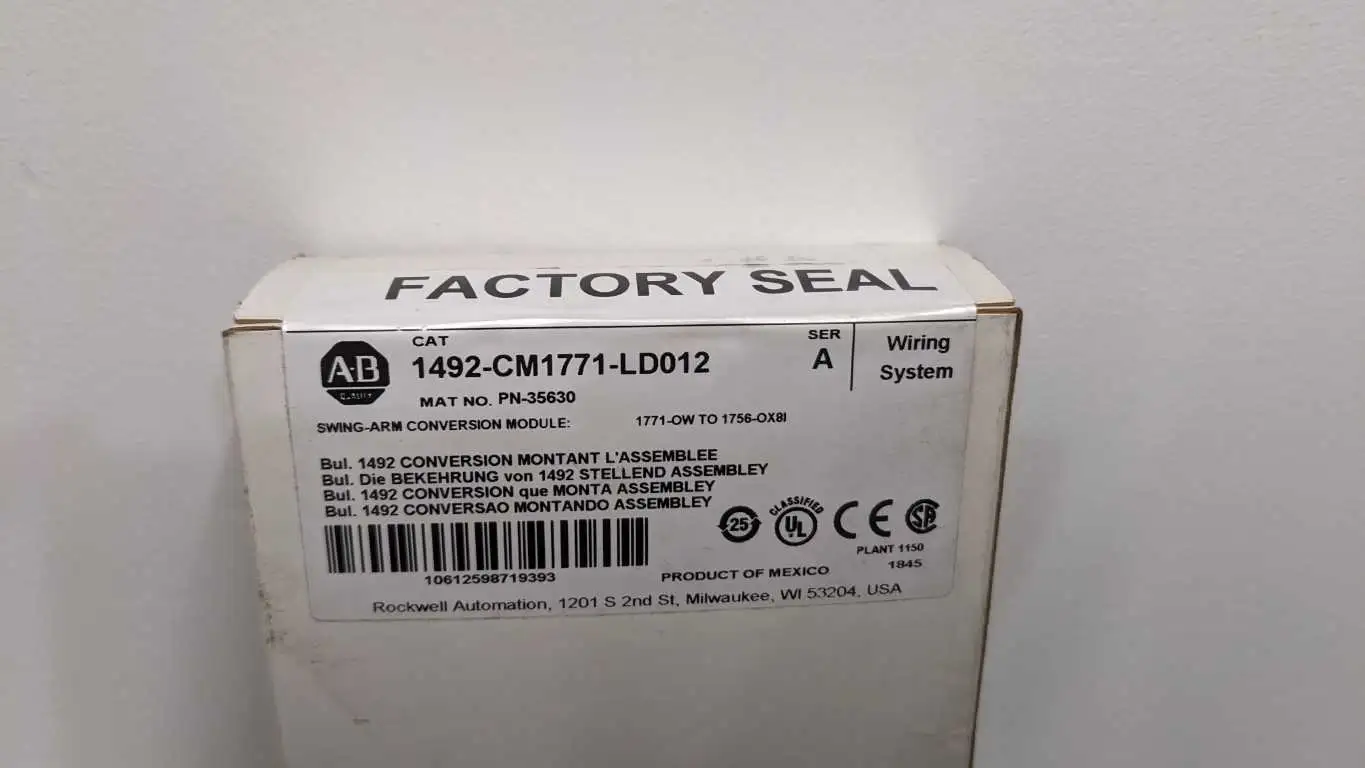 FACTORY SEAL
CAT
1492-CM1771-LD012
SER
A
Wiring
System
A-B
QUALITY
MAT NO. PN-35630
SWING-ARM CONVERSION MODULE: 1771-OW TO 1756-OX8I
Bul. 1492 CONVERSION MONTANT L'ASSEMBLEE
Bul. Die BEKEHRUNG von 1492 STELLEND ASSEMBLEY
Bul. 1492 CONVERSION que MONTA ASSEMBLEY
Bul. 1492 CONVERSAO MONTANDO ASSEMBLEY
25
CLASSIFIED
UL
CE
SP
PLANT 1150
1845
10612598719393
PRODUCT OF MEXICO
Rockwell Automation, 1201 S 2nd St, Milwaukee, WI 53204, USA